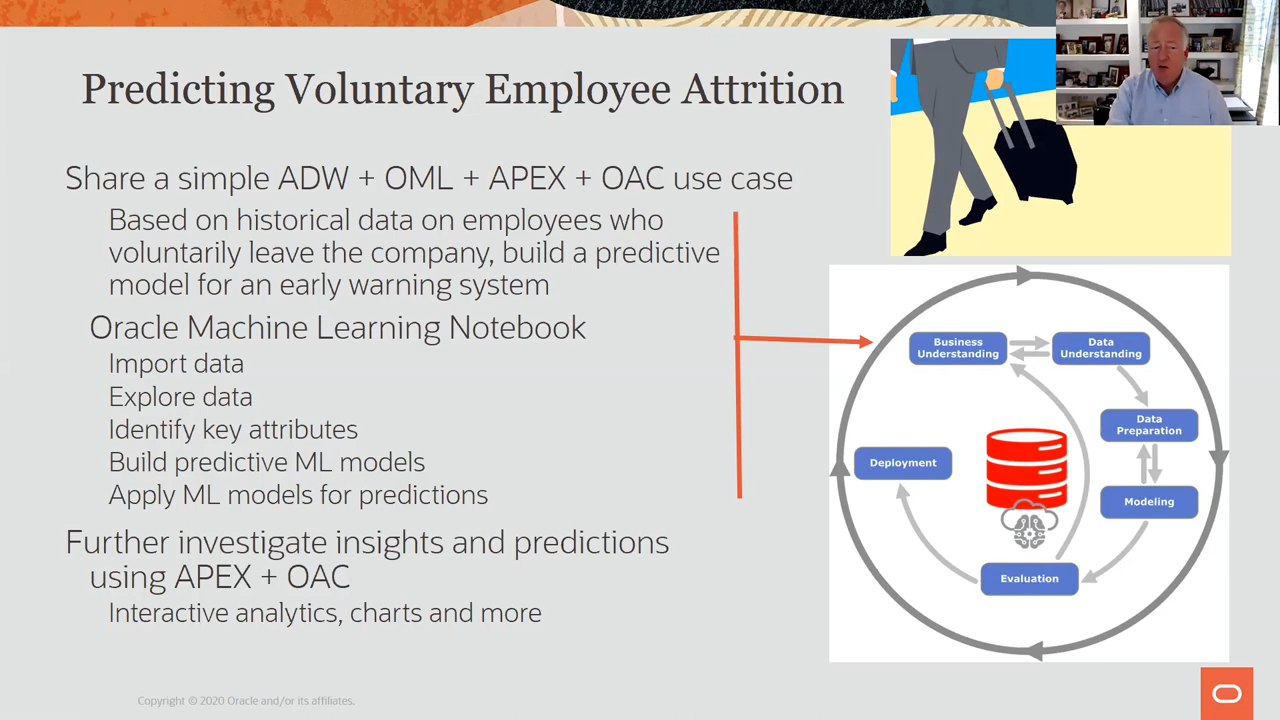 Predicting Voluntary Employee Attrition
Share a simple ADW + OML + APEX + OAC use case
Based on historical data on employees who
voluntarily leave the company, build a predictive
model for an early warning system
Oracle Machine Learning Notebook
Import data
Explore data
Identify key attributes
Build predictive ML models
Apply ML models for predictions
Further investigate insights and predictions
using APEX + OAC
Interactive analytics, charts and more
Business
Understanding
Data
Understanding
Data
Preparation
Modeling
Evaluation
Deployment
Copyright © 2020 Oracle and/or its affiliates.